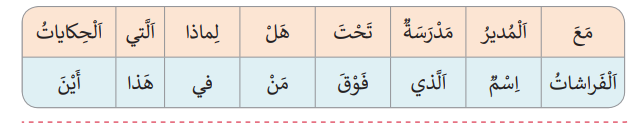 مَعَ اَلْمُديرُ مَدْرَسَةٌ تَحْتَ هَلْ لِماذا اَلَّتي اَلْحِكاياتُ
اَلْفَراشاتُ اِسْمٌ اَلَّذي فَوْقَ مَنْ في هَذا أَيْنَ